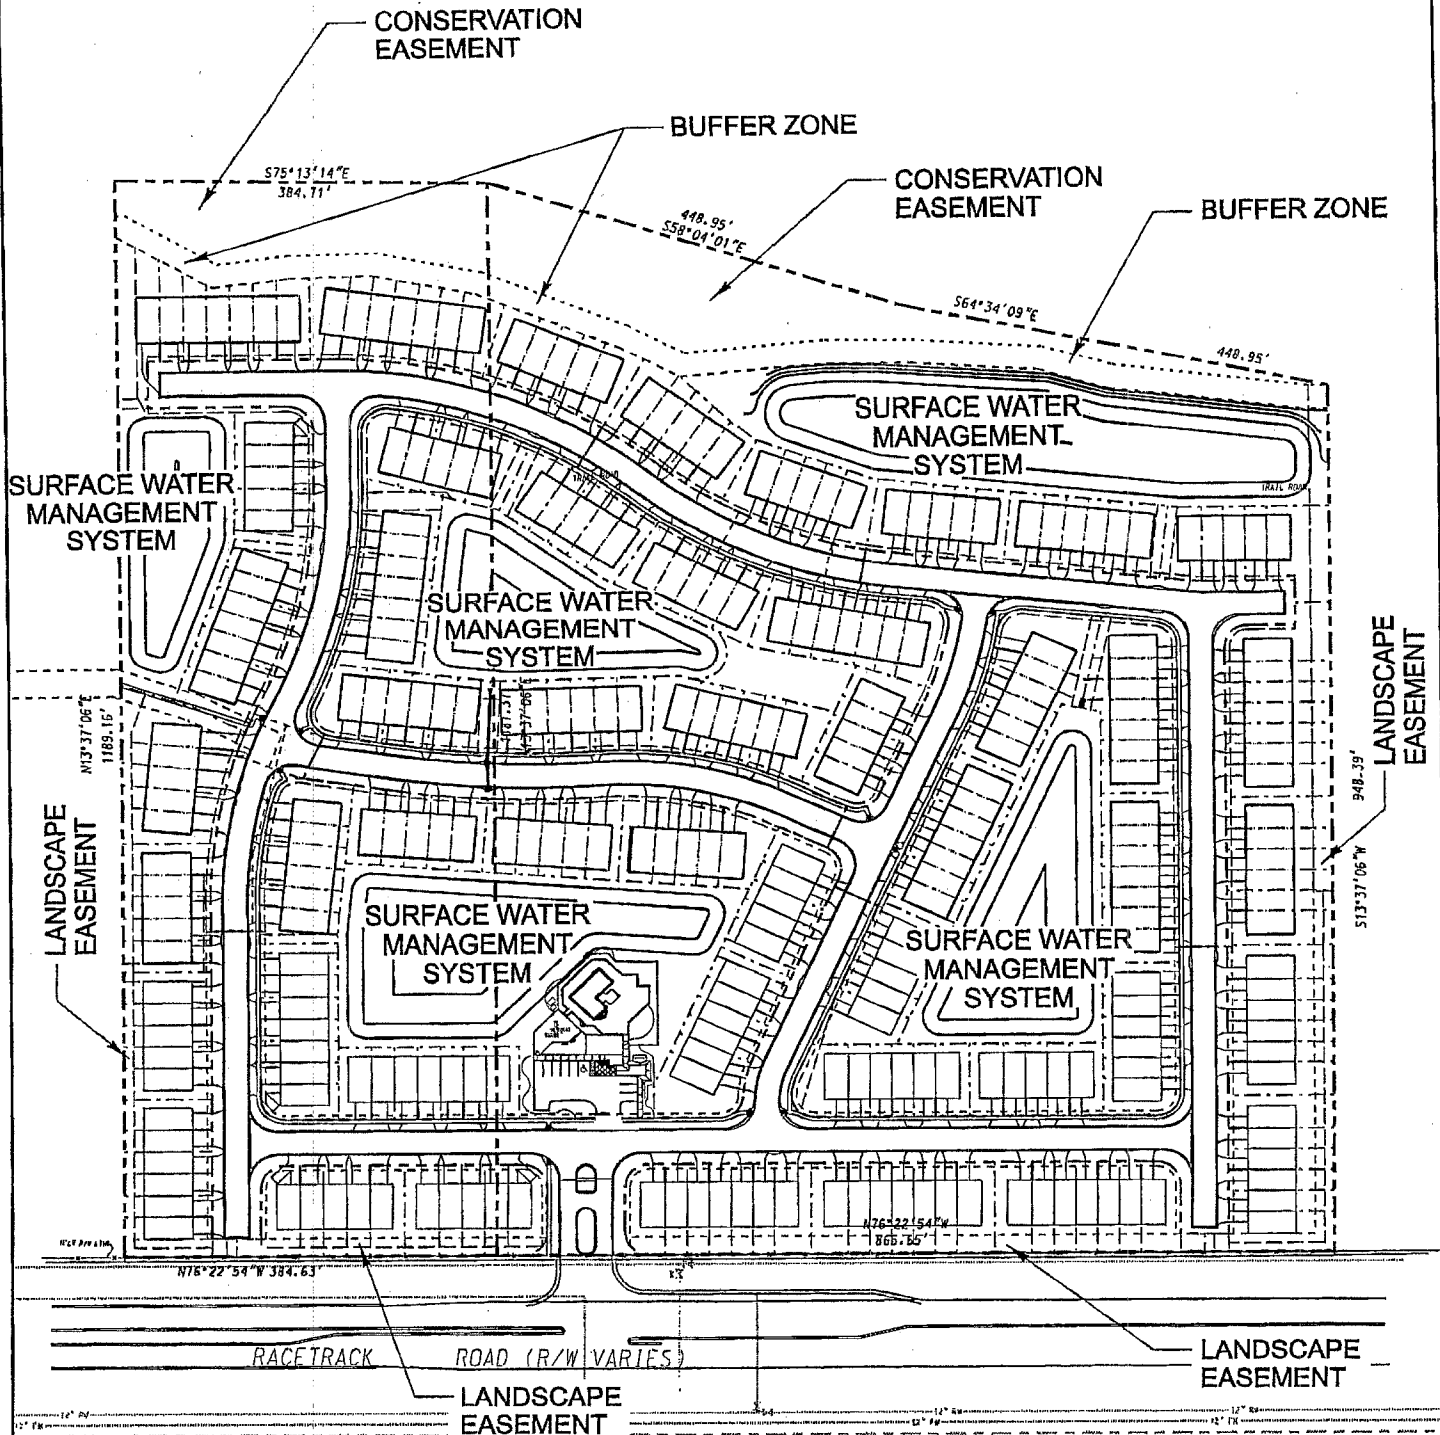 CONSERVATION
EASEMENT
BUFFER ZONE
S75°13'14"E
384.71'
CONSERVATION
EASEMENT
BUFFER ZONE
448.95'
S58°04'01"E
S64°34'09"E
448.95'
SURFACE WATER
MANAGEMENT
SYSTEM
SURFACE WATER
MANAGEMENT
SYSTEM
SURFACE WATER
MANAGEMENT
SYSTEM
LANDSCAPE
EASEMENT
N13°37'06"E
1189.16'
948.39'
S13°37'06"W
LANDSCAPE
EASEMENT
SURFACE WATER
MANAGEMENT
SYSTEM
SURFACE WATER
MANAGEMENT
SYSTEM
N76°22'54"W
866.65'
N76°22'54"W 384.63'
RACETRACK ROAD (R/W VARIES)
LANDSCAPE
EASEMENT
LANDSCAPE
EASEMENT